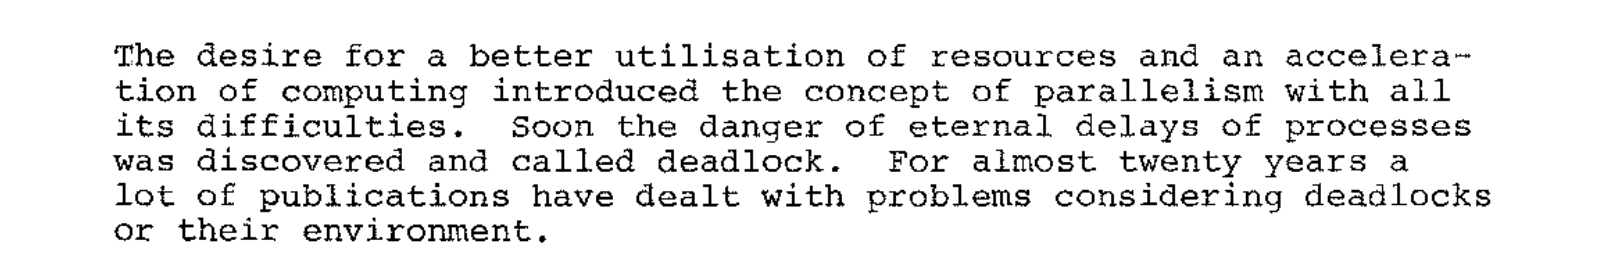 The desire for a better utilisation of resources and an accelera-
tion of computing introduced the concept of parallelism with all
its difficulties.  Soon the danger of eternal delays of processes
was discovered and called deadlock.  For almost twenty years a
lot of publications have dealt with problems considering deadlocks
or their environment.